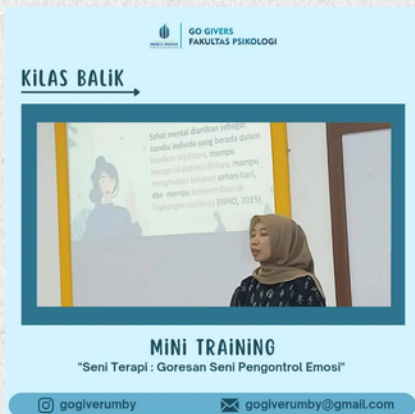 GO GIVERS
FAKULTAS PSIKOLOGI
KILAS BALIK
Sehat mental diartikan sebagai
kondisi individu yang berada dalam
keadaan sejahtera, mampu
mengenal potensi dirinya, mampu
menghadapi tekanan sehari-hari,
dan mampu berkontribusi di
lingkungan sosialnya (WHO, 2015).
MINI TRAINING
"Seni Terapi : Goresan Seni Pengontrol Emosi"
gogiverumby
gogiverumby@gmail.com